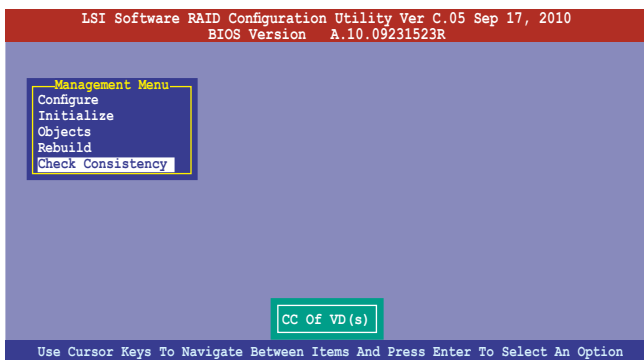 LSI Software RAID Configuration Utility Ver C.05 Sep 17, 2010
BIOS Version A.10.09231523R
Management Menu
Configure
Initialize
Objects
Rebuild
Check Consistency
CC Of VD(s)
Use Cursor Keys To Navigate Between Items And Press Enter To Select An Option